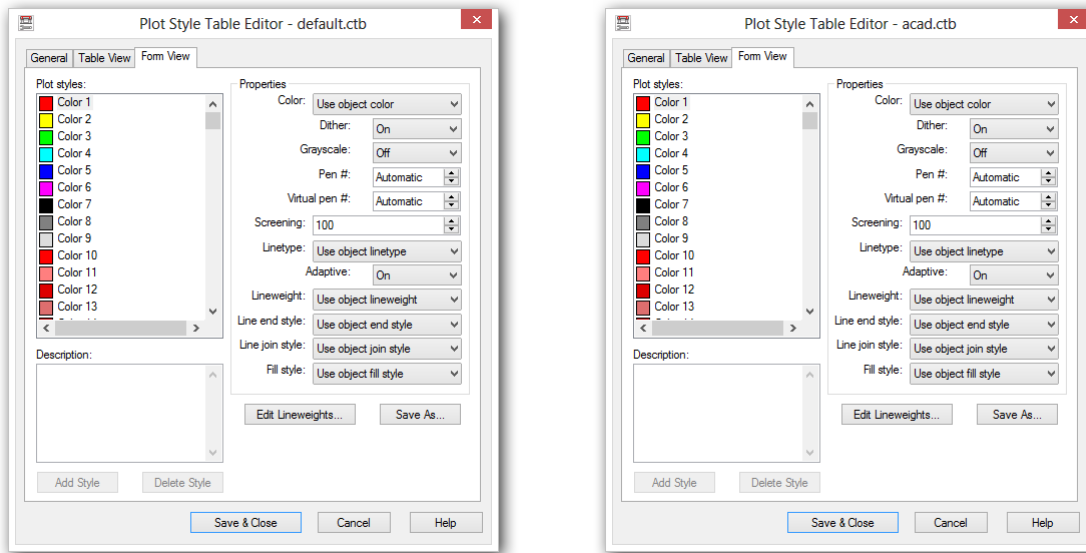 Plot Style Table Editor - default.ctb
General Table View Form View
Plot styles:
Color 1
Color 2
Color 3
Color 4
Color 5
Color 6
Color 7
Color 8
Color 9
Color 10
Color 11
Color 12
Color 13
Description:
Add Style Delete Style
Properties
Color: Use object color
Dither: On
Grayscale: Off
Pen #: Automatic
Virtual pen #: Automatic
Screening: 100
Linetype: Use object linetype
Adaptive: On
Lineweight: Use object lineweight
Line end style: Use object end style
Line join style: Use object join style
Fill style: Use object fill style
Edit Lineweights... Save As...
Save & Close Cancel Help
Plot Style Table Editor - acad.ctb
General Table View Form View
Plot styles:
Color 1
Color 2
Color 3
Color 4
Color 5
Color 6
Color 7
Color 8
Color 9
Color 10
Color 11
Color 12
Color 13
Description:
Add Style Delete Style
Properties
Color: Use object color
Dither: On
Grayscale: Off
Pen #: Automatic
Virtual pen #: Automatic
Screening: 100
Linetype: Use object linetype
Adaptive: On
Lineweight: Use object lineweight
Line end style: Use object end style
Line join style: Use object join style
Fill style: Use object fill style
Edit Lineweights... Save As...
Save & Close Cancel Help